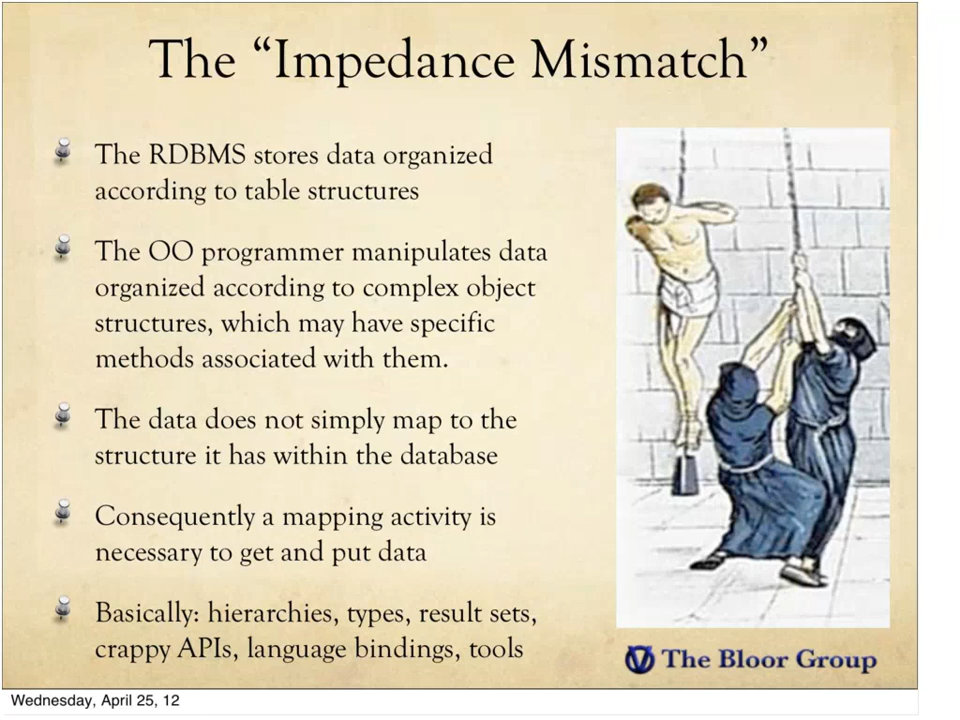 The “Impedance Mismatch”
The RDBMS stores data organized
according to table structures
The OO programmer manipulates data
organized according to complex object
structures, which may have specific
methods associated with them.
The data does not simply map to the
structure it has within the database
Consequently a mapping activity is
necessary to get and put data
Basically: hierarchies, types, result sets,
crappy APIs, language bindings, tools
The Bloor Group
Wednesday, April 25, 12